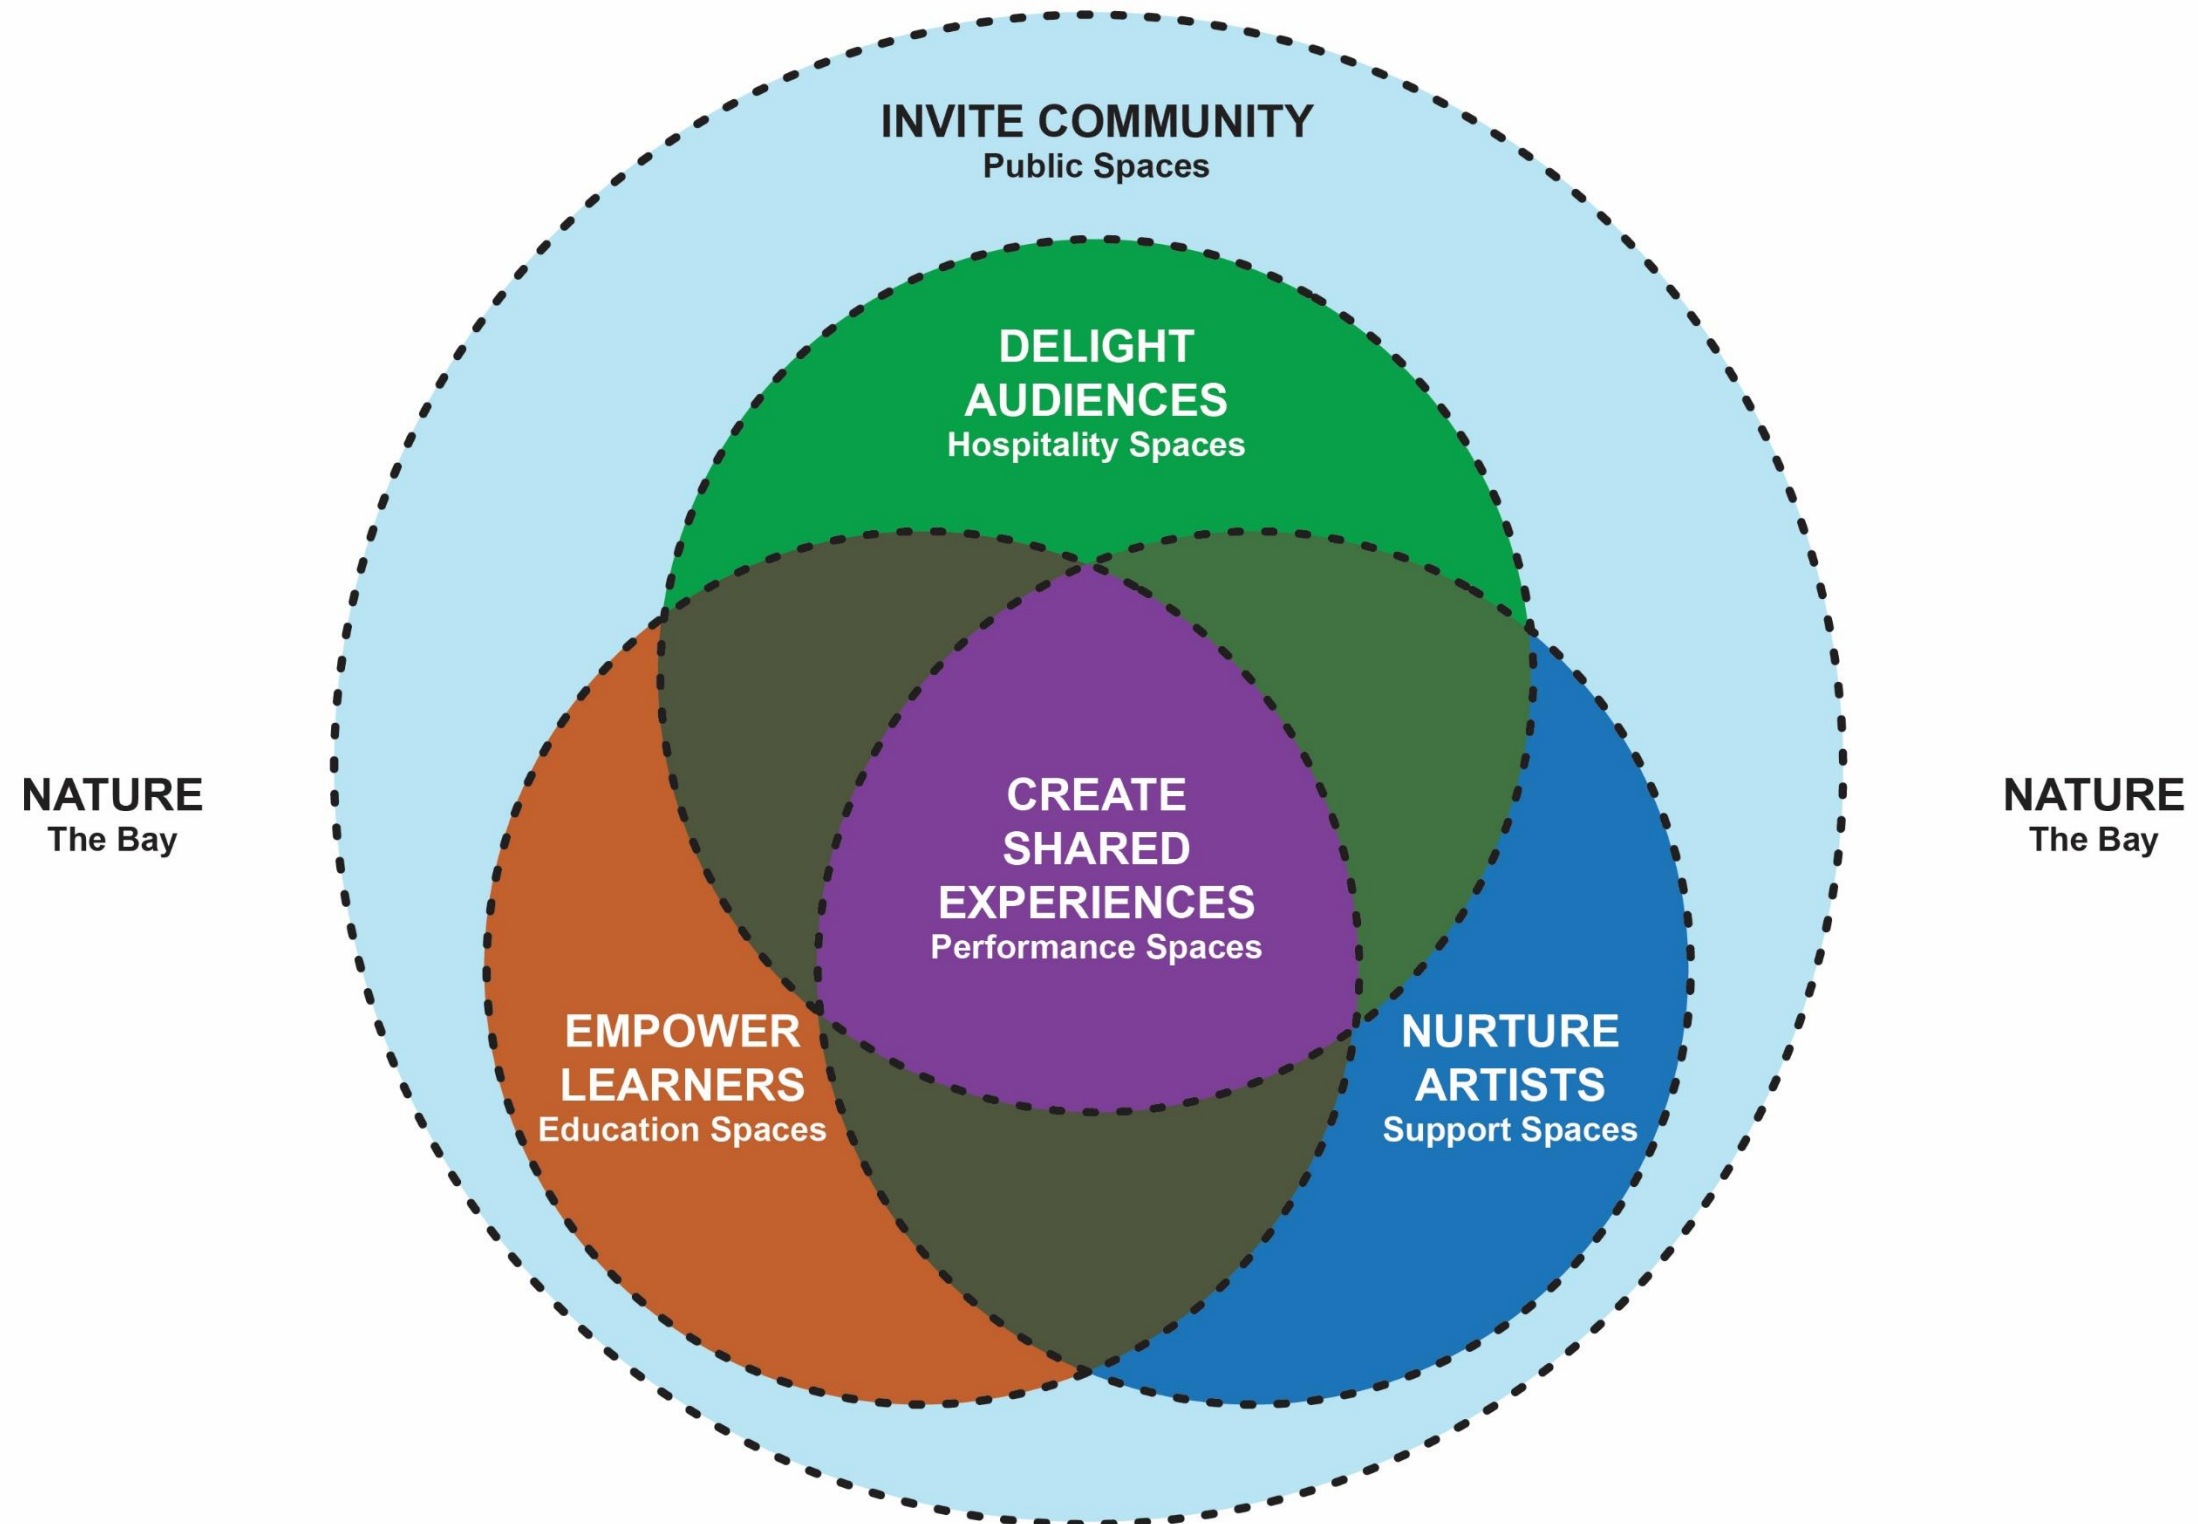 INVITE COMMUNITY
Public Spaces
DELIGHT
AUDIENCES
Hospitality Spaces
NATURE
The Bay
CREATE
SHARED
EXPERIENCES
Performance Spaces
NATURE
The Bay
EMPOWER
LEARNERS
Education Spaces
NURTURE
ARTISTS
Support Spaces